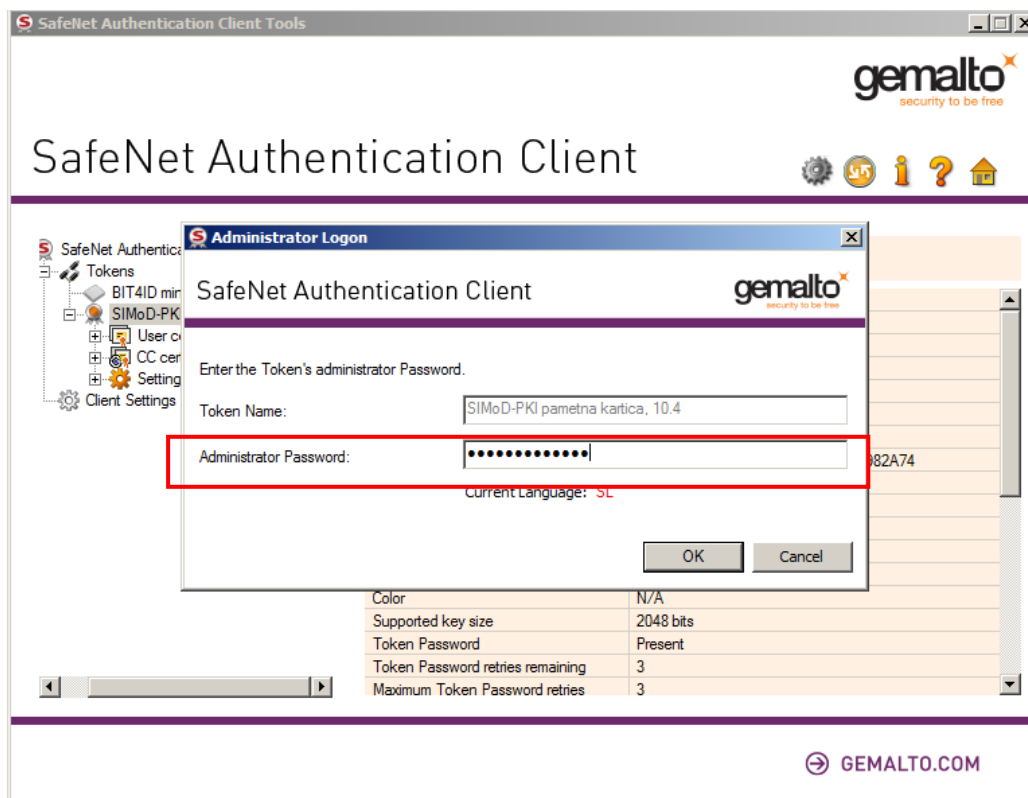 SafeNet Authentication Client Tools
gemalto
security to be free
SafeNet Authentication Client
SafeNet Authentica
Tokens
BIT4ID min
SIMoD-PK
User c
CC cer
Setting
Client Settings
Administrator Logon
SafeNet Authentication Client
gemalto
security to be free
Enter the Token's administrator Password.
Token Name:
SIMoD-PKI pametna kartica, 10.4
Administrator Password:
•••••••••••••
Current Language: SL
OK
Cancel
982A74
Color N/A
Supported key size 2048 bits
Token Password Present
Token Password retries remaining 3
Maximum Token Password retries 3
GEMALTO.COM